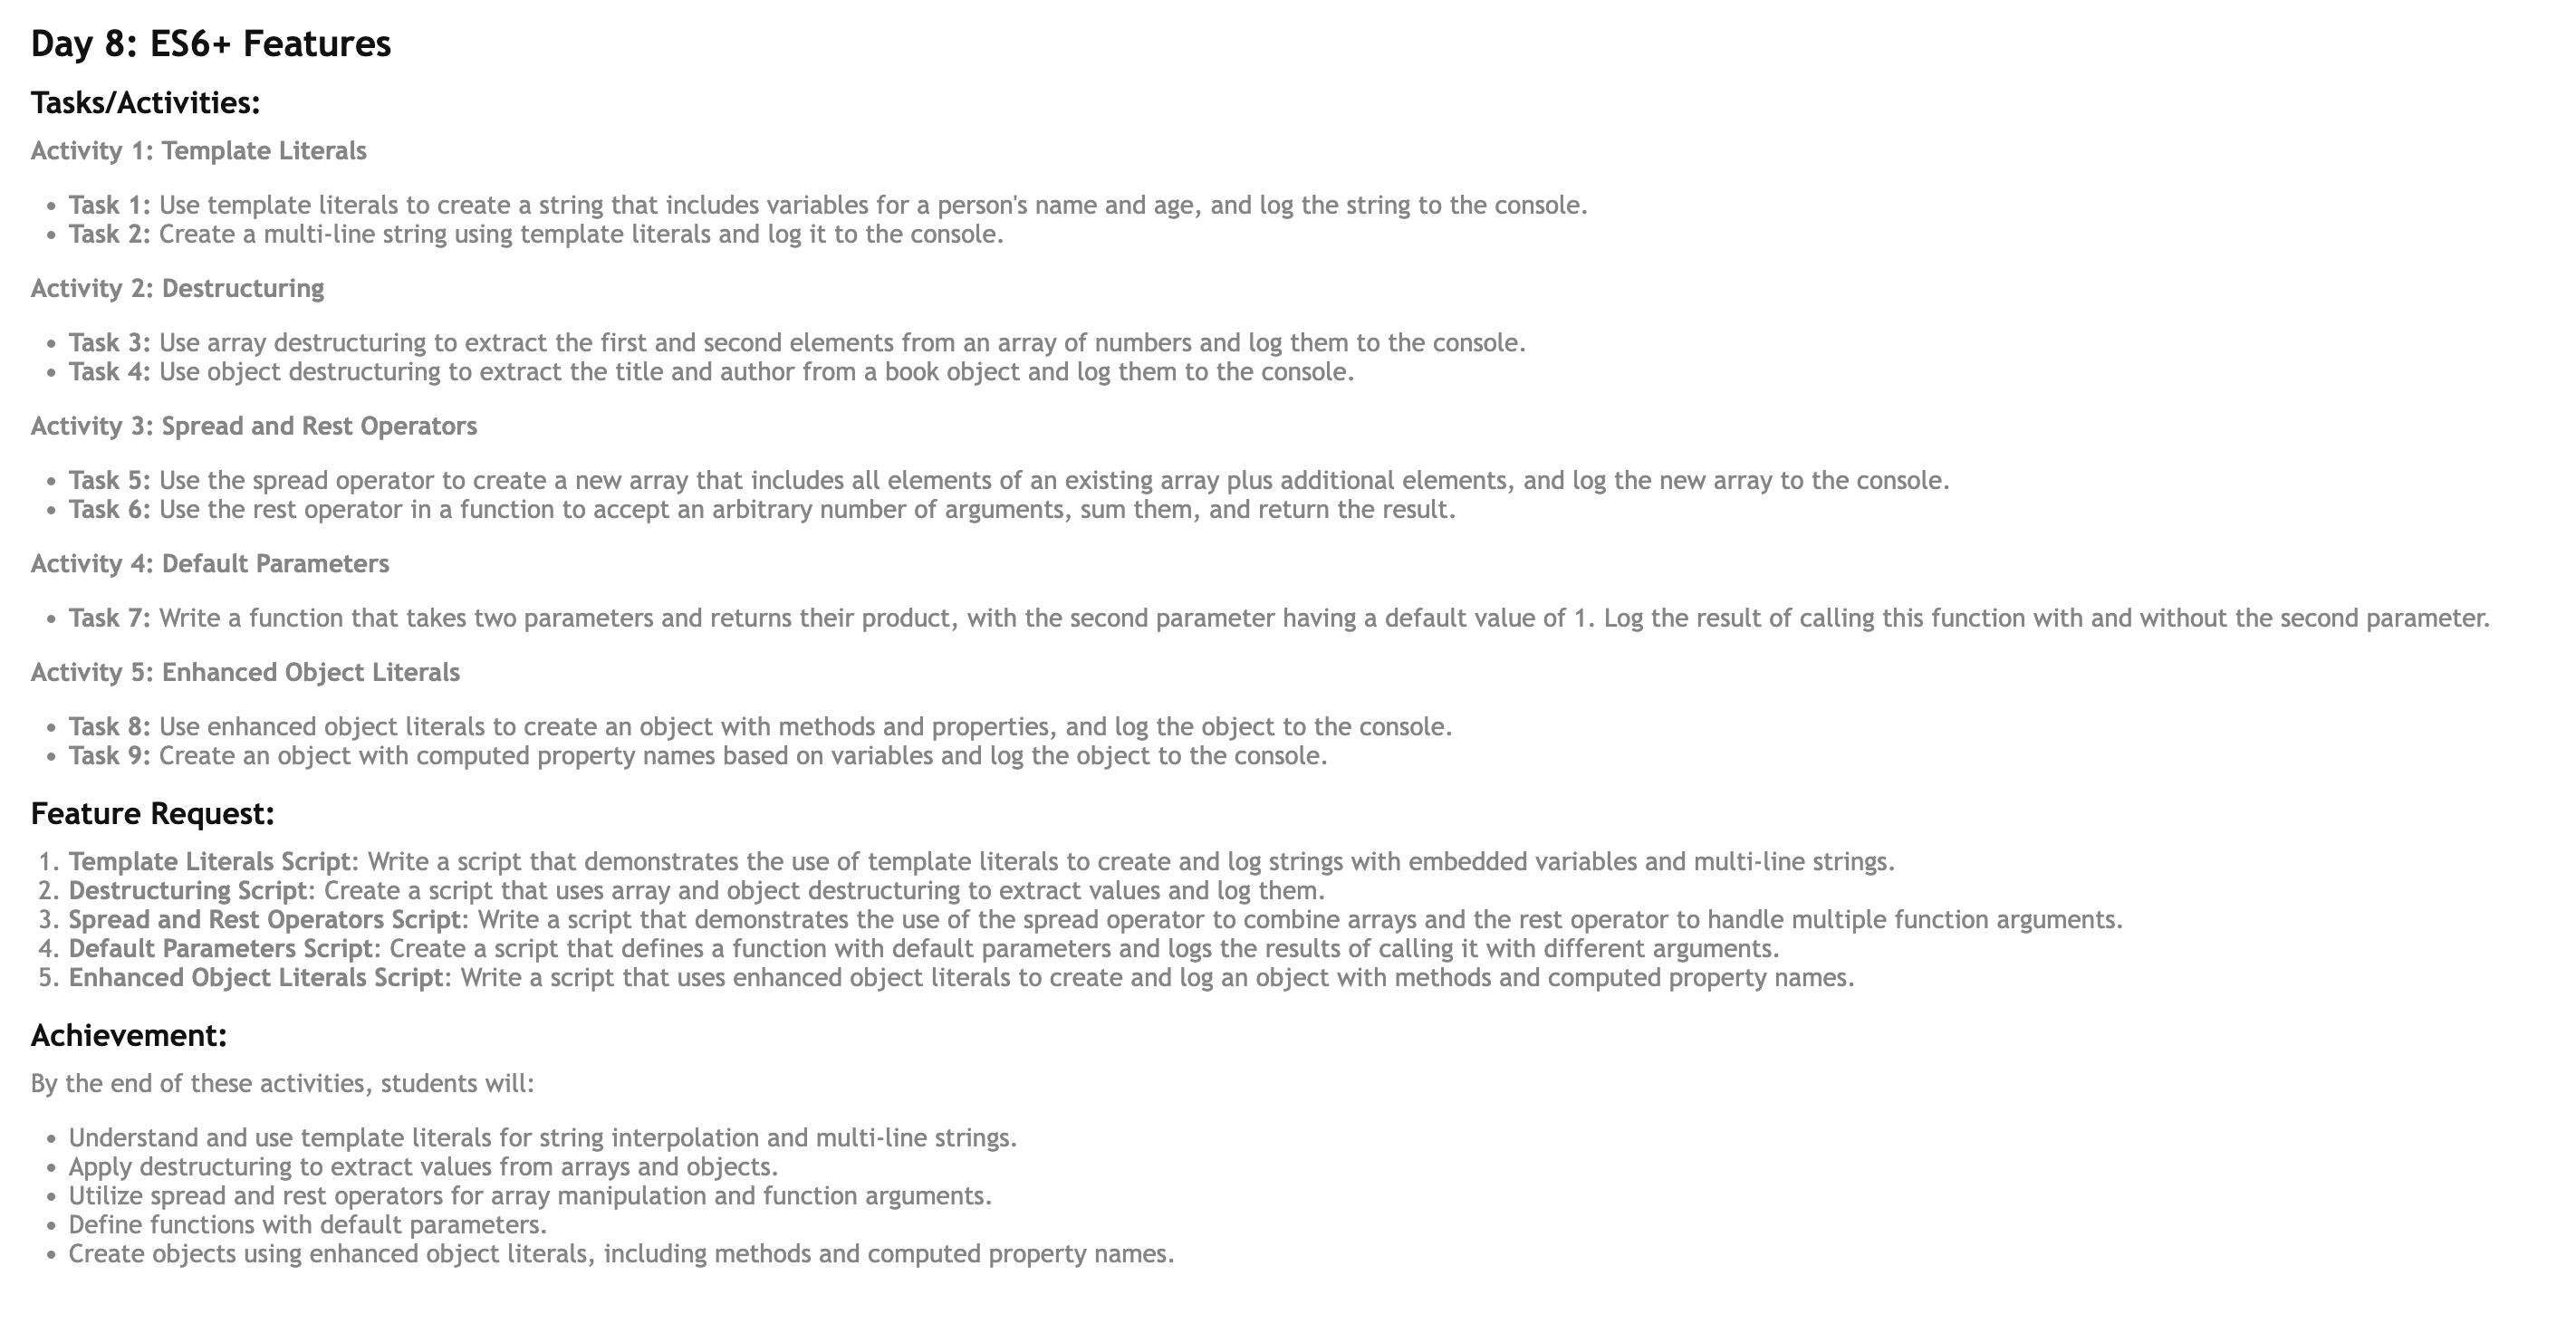 Day 8: ES6+ Features
Tasks/Activities:
Activity 1: Template Literals
• Task 1: Use template literals to create a string that includes variables for a person's name and age, and log the string to the console.
• Task 2: Create a multi-line string using template literals and log it to the console.
Activity 2: Destructuring
• Task 3: Use array destructuring to extract the first and second elements from an array of numbers and log them to the console.
• Task 4: Use object destructuring to extract the title and author from a book object and log them to the console.
Activity 3: Spread and Rest Operators
• Task 5: Use the spread operator to create a new array that includes all elements of an existing array plus additional elements, and log the new array to the console.
• Task 6: Use the rest operator in a function to accept an arbitrary number of arguments, sum them, and return the result.
Activity 4: Default Parameters
• Task 7: Write a function that takes two parameters and returns their product, with the second parameter having a default value of 1. Log the result of calling this function with and without the second parameter.
Activity 5: Enhanced Object Literals
• Task 8: Use enhanced object literals to create an object with methods and properties, and log the object to the console.
• Task 9: Create an object with computed property names based on variables and log the object to the console.
Feature Request:
1. Template Literals Script: Write a script that demonstrates the use of template literals to create and log strings with embedded variables and multi-line strings.
2. Destructuring Script: Create a script that uses array and object destructuring to extract values and log them.
3. Spread and Rest Operators Script: Write a script that demonstrates the use of the spread operator to combine arrays and the rest operator to handle multiple function arguments.
4. Default Parameters Script: Create a script that defines a function with default parameters and logs the results of calling it with different arguments.
5. Enhanced Object Literals Script: Write a script that uses enhanced object literals to create and log an object with methods and computed property names.
Achievement:
By the end of these activities, students will:
• Understand and use template literals for string interpolation and multi-line strings.
• Apply destructuring to extract values from arrays and objects.
• Utilize spread and rest operators for array manipulation and function arguments.
• Define functions with default parameters.
• Create objects using enhanced object literals, including methods and computed property names.